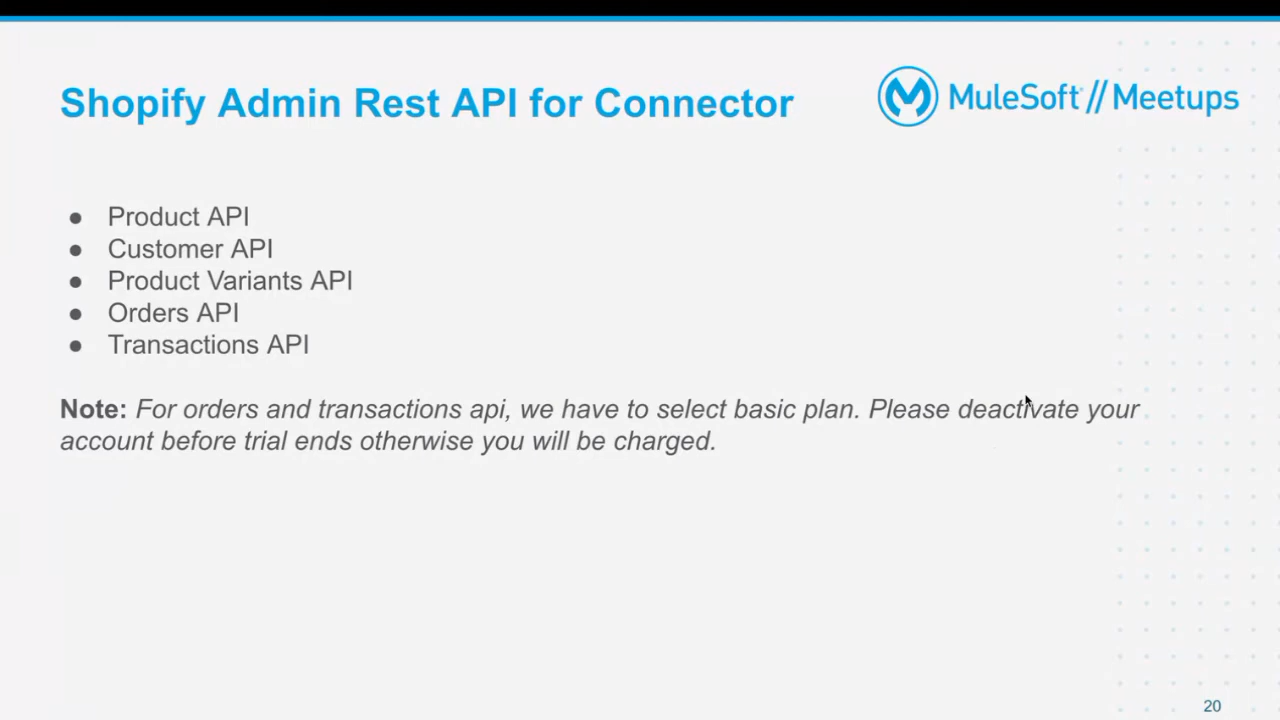 Shopify Admin Rest API for Connector
MuleSoft // Meetups
● Product API
● Customer API
● Product Variants API
● Orders API
● Transactions API
Note: For orders and transactions api, we have to select basic plan. Please deactivate your
account before trial ends otherwise you will be charged.
20